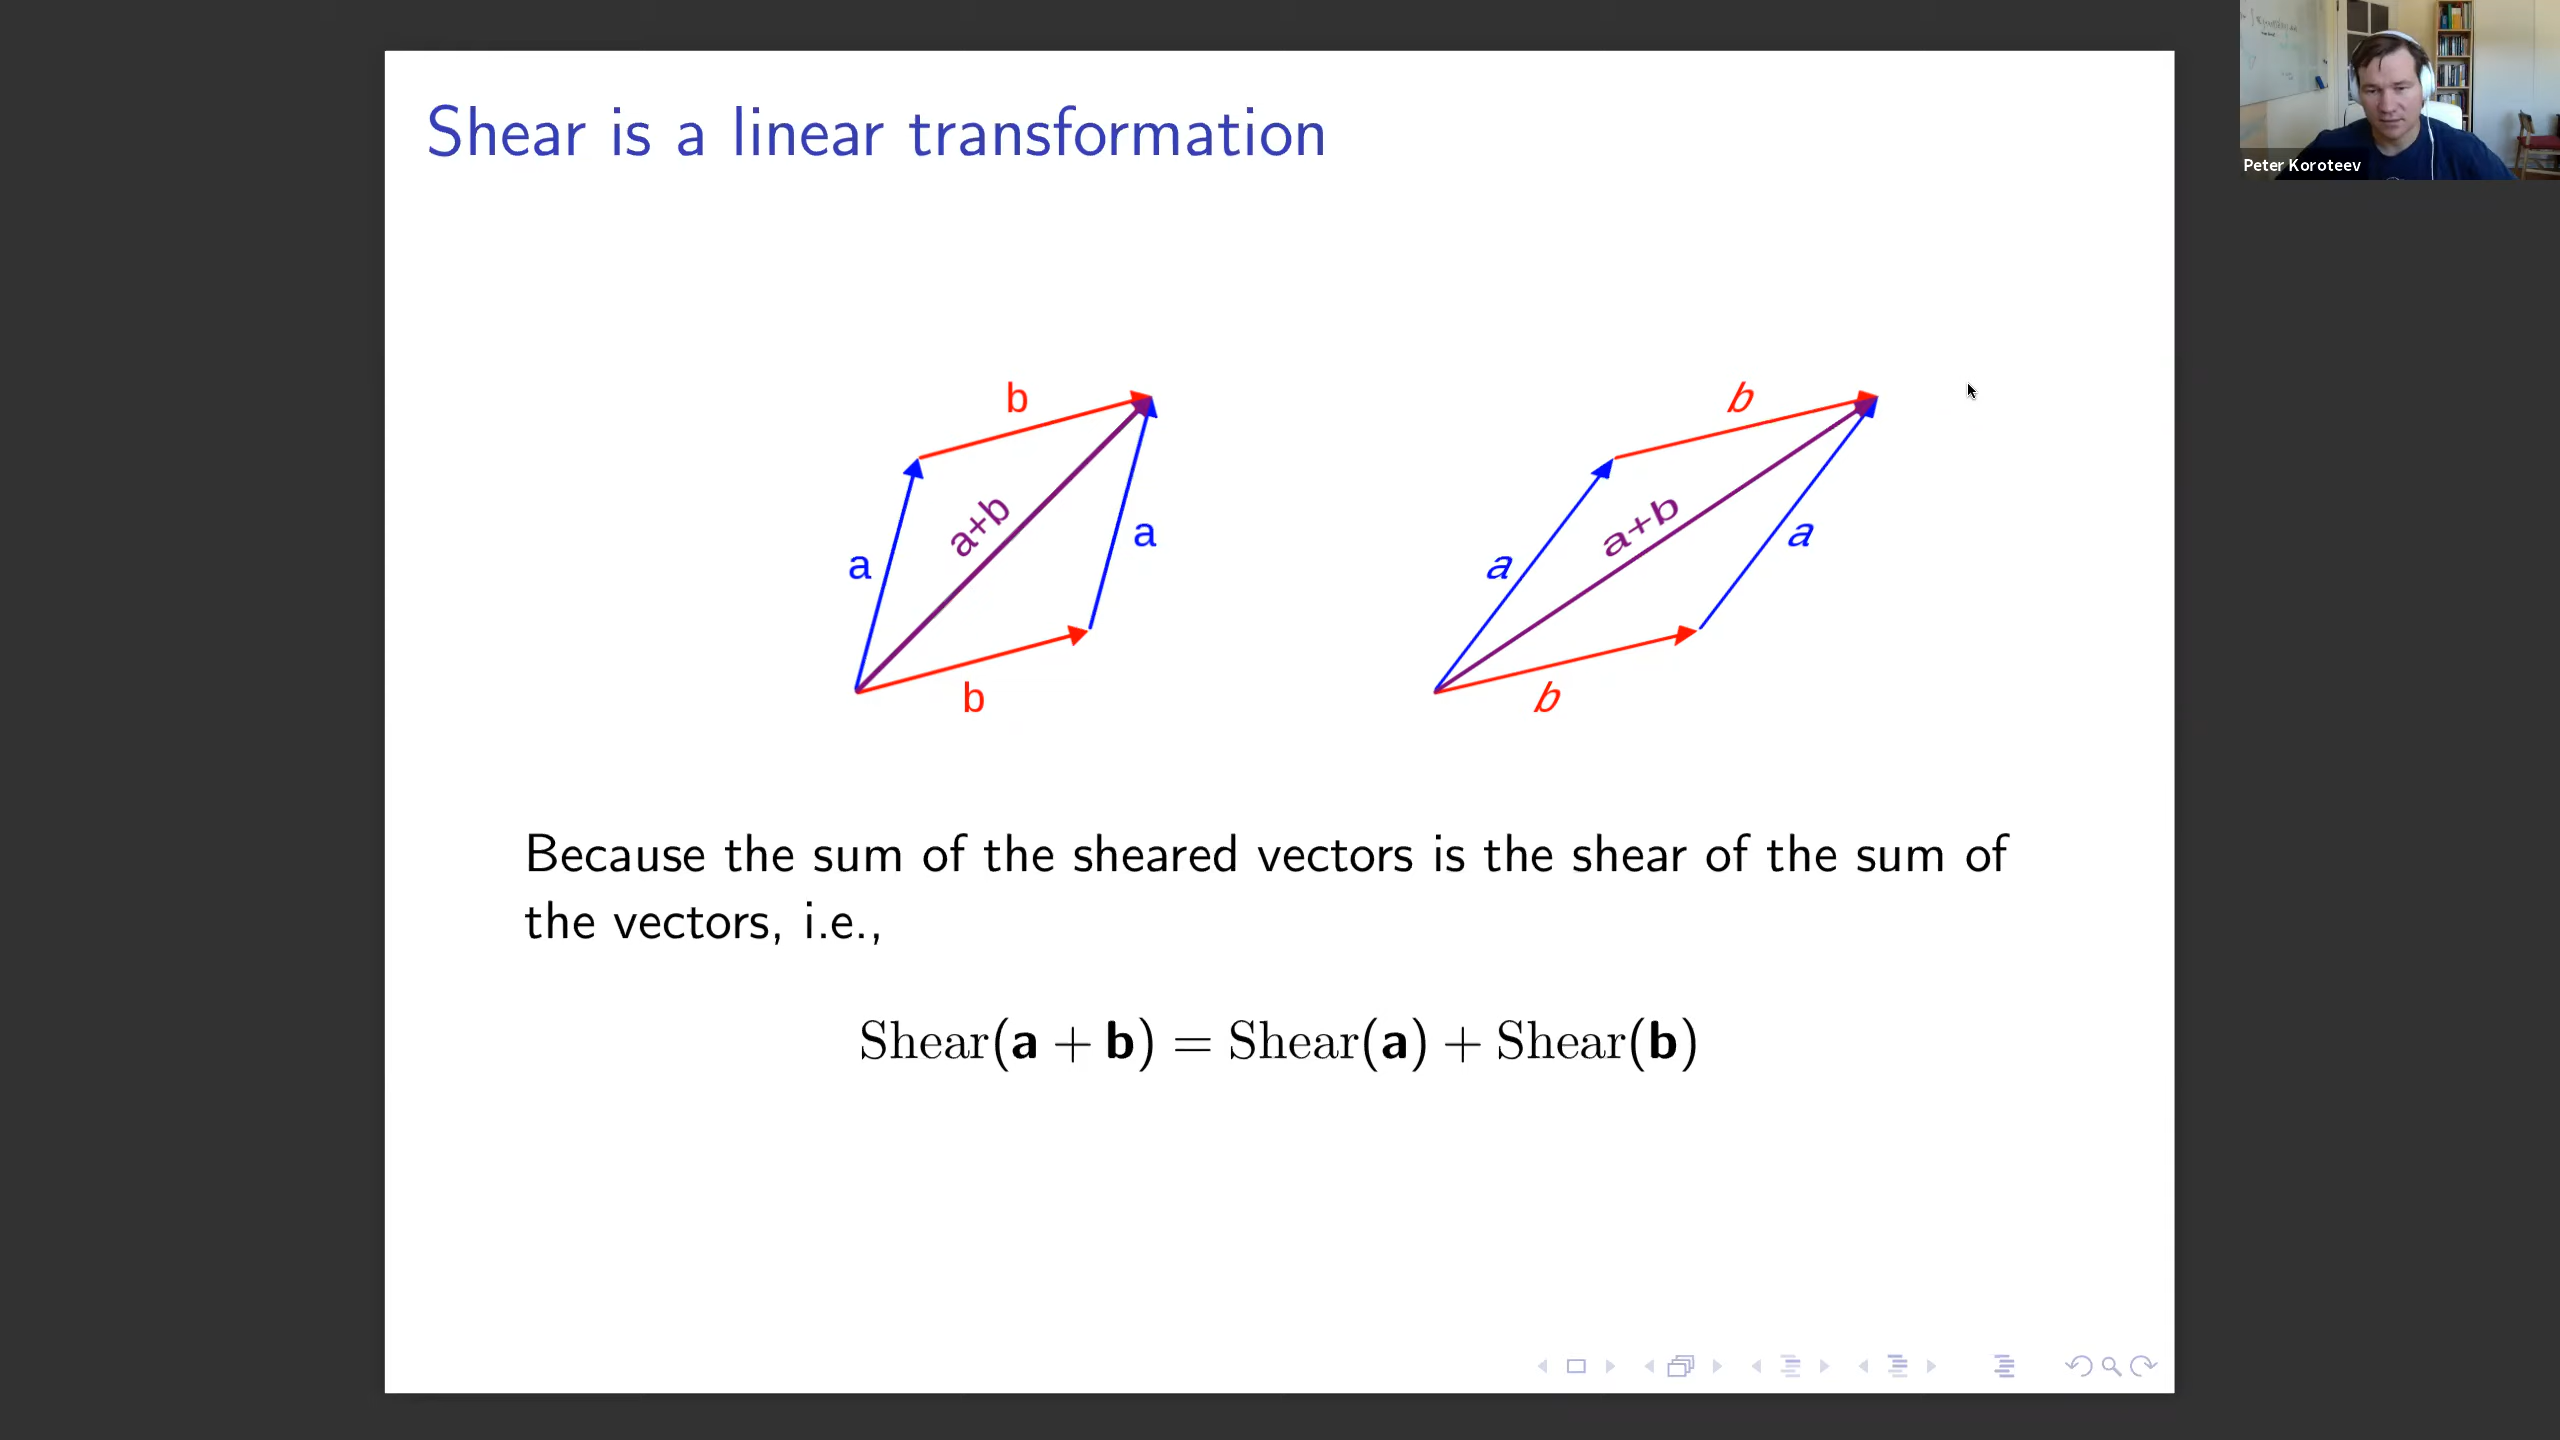 Shear is a linear transformation
Peter Koroteev
b
a
a+b
a
b
b
a
a+b
a
b
Because the sum of the sheared vectors is the shear of the sum of
the vectors, i.e.,
Shear(a + b) = Shear(a) + Shear(b)